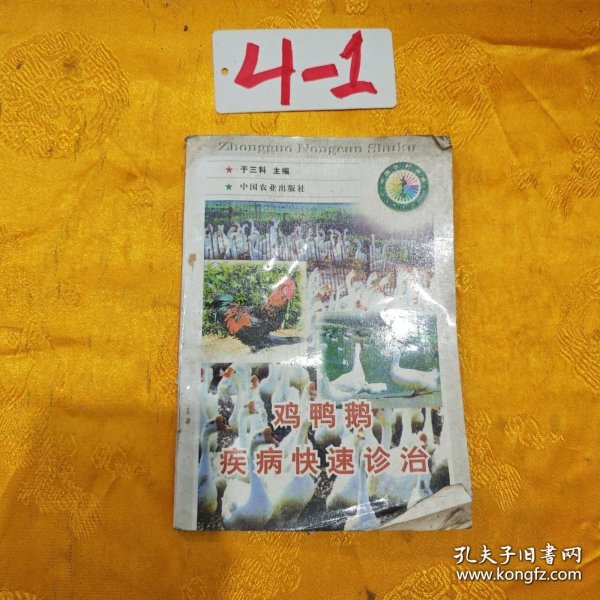 4-1
Zhongguo Nongcun Shuku
★ 于三科 主编
★ 中国农业出版社
鸡鸭鹅
疾病快速诊治
孔夫子旧书网
www.kongfz.com